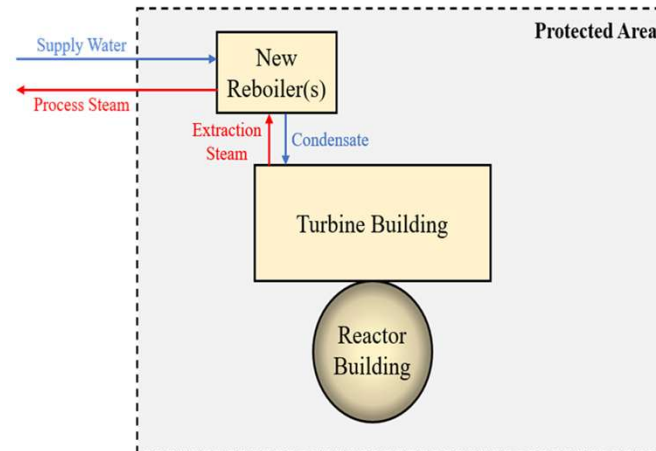 Protected Area
Supply Water
New
Reboiler(s)
Process Steam
Extraction
Steam
Condensate
Turbine Building
Reactor
Building